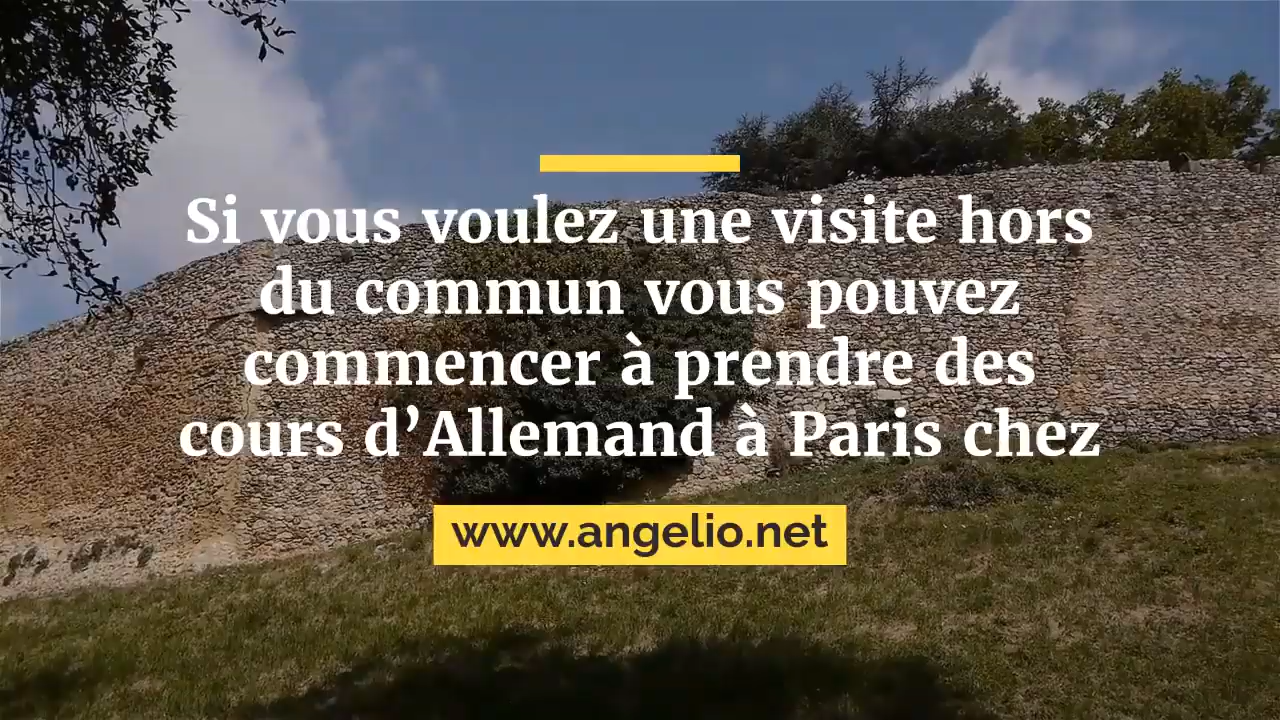 Si vous voulez une visite hors
du commun vous pouvez
commencer à prendre des
cours d’Allemand à Paris chez
www.angelio.net